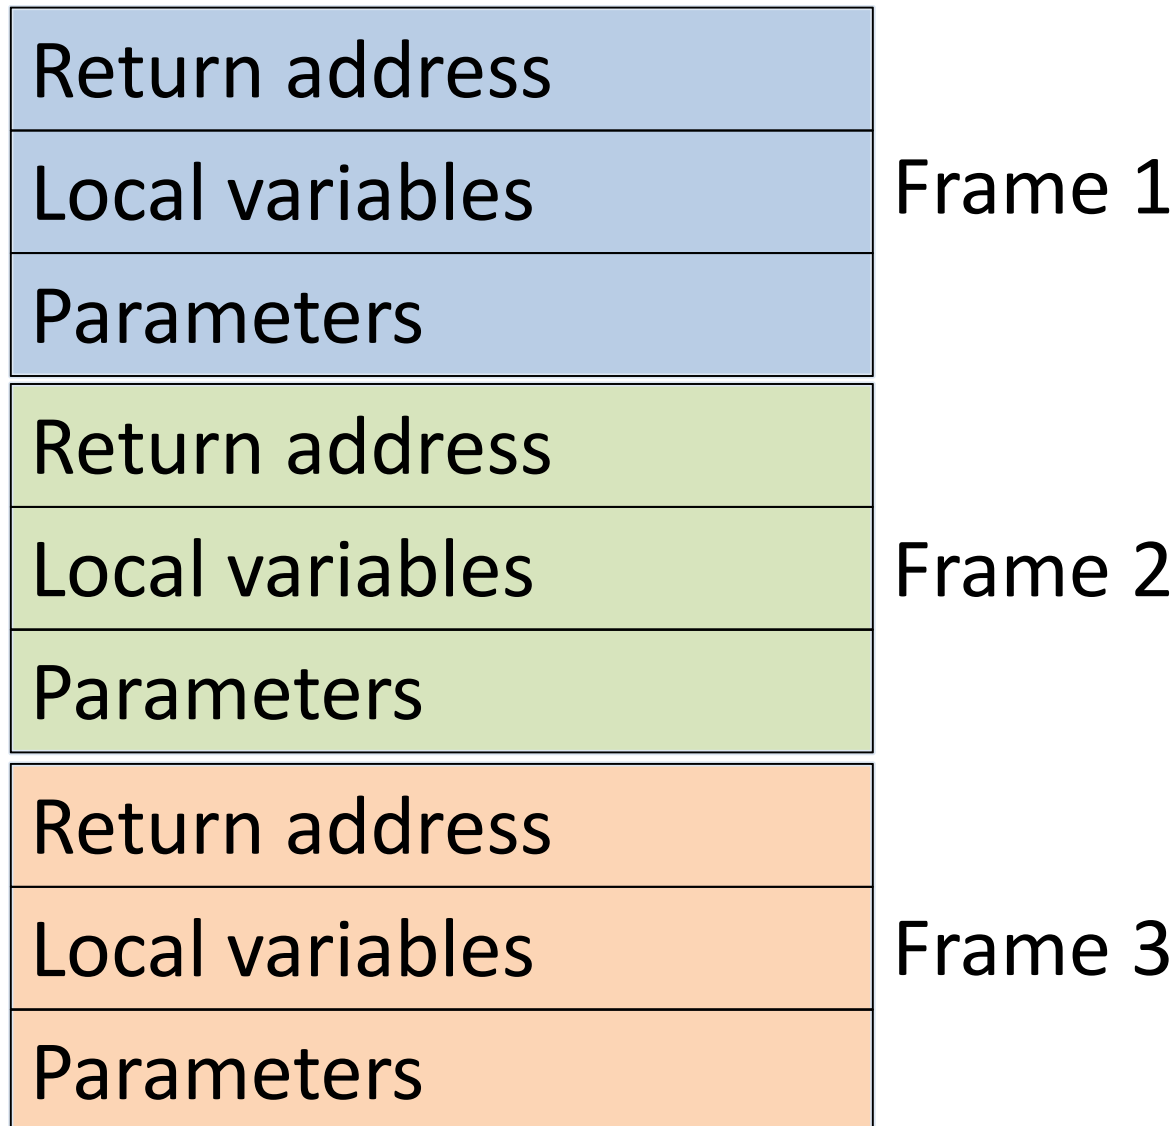 Return address
Local variables
Frame 1
Parameters
Return address
Local variables
Frame 2
Parameters
Return address
Local variables
Frame 3
Parameters